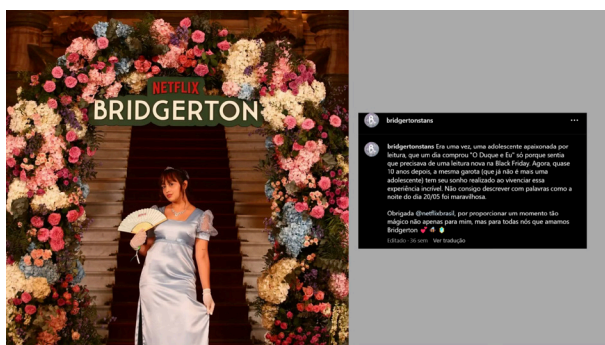 NETFLIX
BRIDGERTON
bridgertonstans
bridgertonstans Era uma vez, uma adolescente apaixonada por
leitura, que um dia comprou "O Duque e Eu" só porque sentia
que precisava de uma leitura nova na Black Friday. Agora, quase
10 anos depois, a mesma garota (que já não é mais uma
adolescente) tem seu sonho realizado ao vivenciar essa
experiência incrível. Não consigo descrever com palavras como a
noite do dia 20/05 foi maravilhosa.
Obrigada @netflixbrasil, por proporcionar um momento tão
mágico não apenas para mim, mas para todas nós que amamos
Bridgerton
Editado · 36 sem Ver tradução